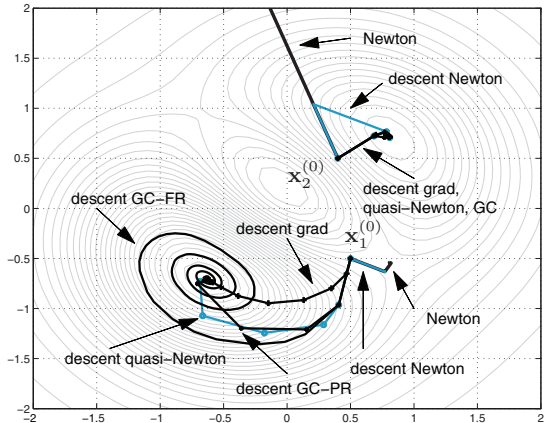 2
1.5
1
0.5
0
−0.5
−1
−1.5
−2
Newton
descent Newton
x₂⁽⁰⁾
descent grad,
quasi−Newton, GC
descent GC−FR
descent grad
x₁⁽⁰⁾
Newton
descent Newton
descent quasi−Newton
descent GC−PR
−2 −1.5 −1 −0.5 0 0.5 1 1.5 2